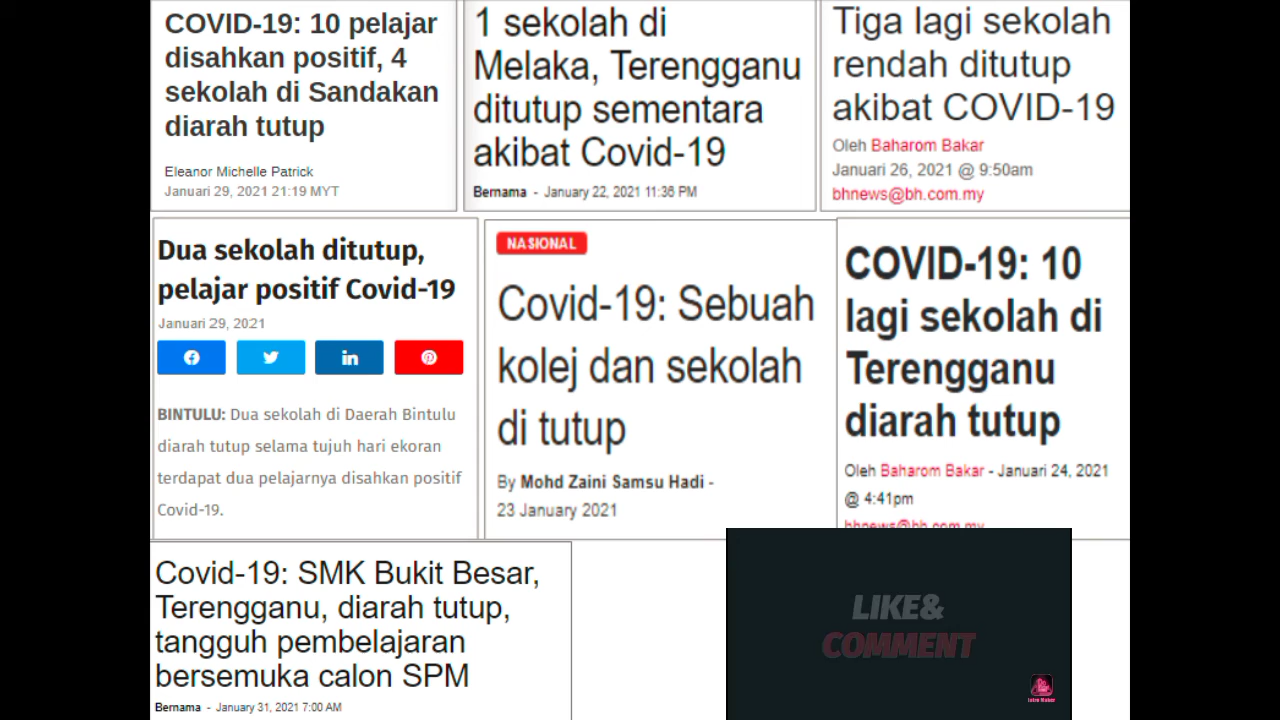 COVID-19: 10 pelajar
disahkan positif, 4
sekolah di Sandakan
diarah tutup
Eleanor Michelle Patrick
Januari 29, 2021 21:19 MYT
1 sekolah di
Melaka, Terengganu
ditutup sementara
akibat Covid-19
Bernama - January 22, 2021 11:36 PM
Tiga lagi sekolah
rendah ditutup
akibat COVID-19
Oleh Baharom Bakar
Januari 26, 2021 @ 9:50am
bhnews@bh.com.my
Dua sekolah ditutup,
pelajar positif Covid-19
Januari 29, 2021
BINTULU: Dua sekolah di Daerah Bintulu
diarah tutup selama tujuh hari ekoran
terdapat dua pelajarnya disahkan positif
Covid-19.
NASIONAL
Covid-19: Sebuah
kolej dan sekolah
di tutup
By Mohd Zaini Samsu Hadi -
23 January 2021
COVID-19: 10
lagi sekolah di
Terengganu
diarah tutup
Oleh Baharom Bakar - Januari 24, 2021
@ 4:41pm
bhnews@bh.com.my
Covid-19: SMK Bukit Besar,
Terengganu, diarah tutup,
tangguh pembelajaran
bersemuka calon SPM
Bernama - January 31, 2021 7:00 AM
LIKE&
COMMENT
Intro Maker